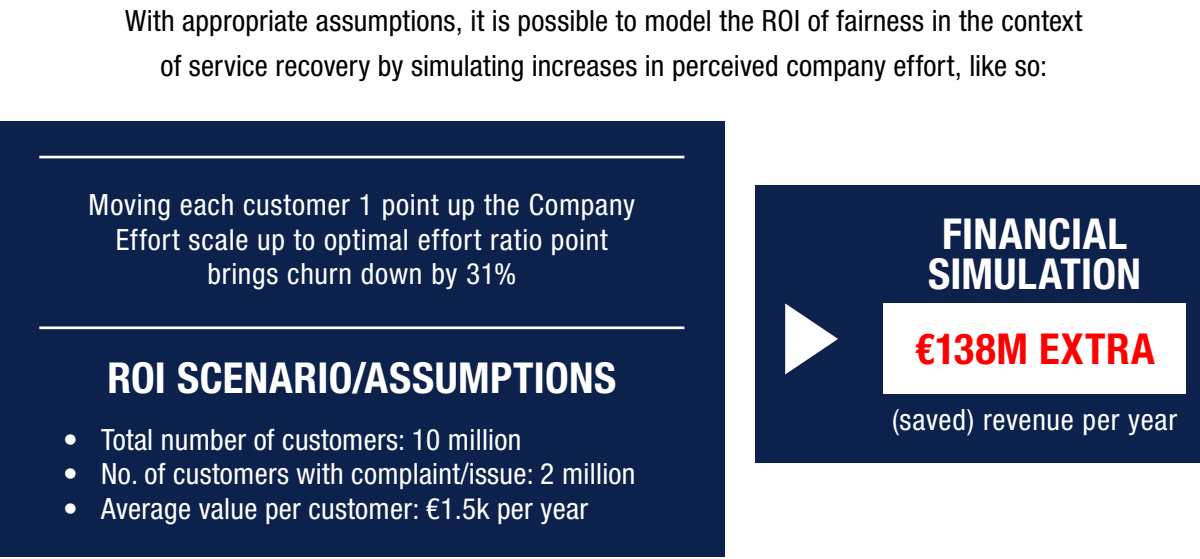 With appropriate assumptions, it is possible to model the ROI of fairness in the context
of service recovery by simulating increases in perceived company effort, like so:
Moving each customer 1 point up the Company
Effort scale up to optimal effort ratio point
brings churn down by 31%
ROI SCENARIO/ASSUMPTIONS
• Total number of customers: 10 million
• No. of customers with complaint/issue: 2 million
• Average value per customer: €1.5k per year
FINANCIAL
SIMULATION
€138M EXTRA
(saved) revenue per year